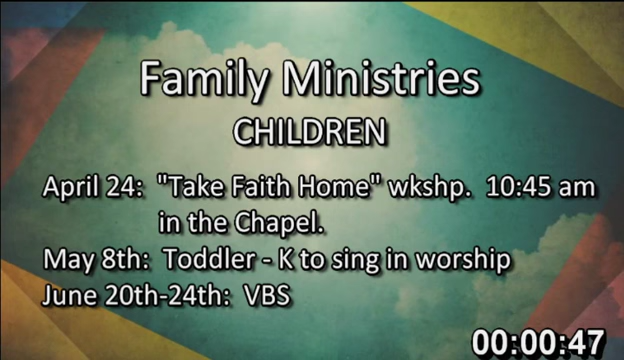 Family Ministries
CHILDREN
April 24:  "Take Faith Home" wkshp.  10:45 am
in the Chapel.
May 8th:  Toddler - K to sing in worship
June 20th-24th:  VBS
00:00:47